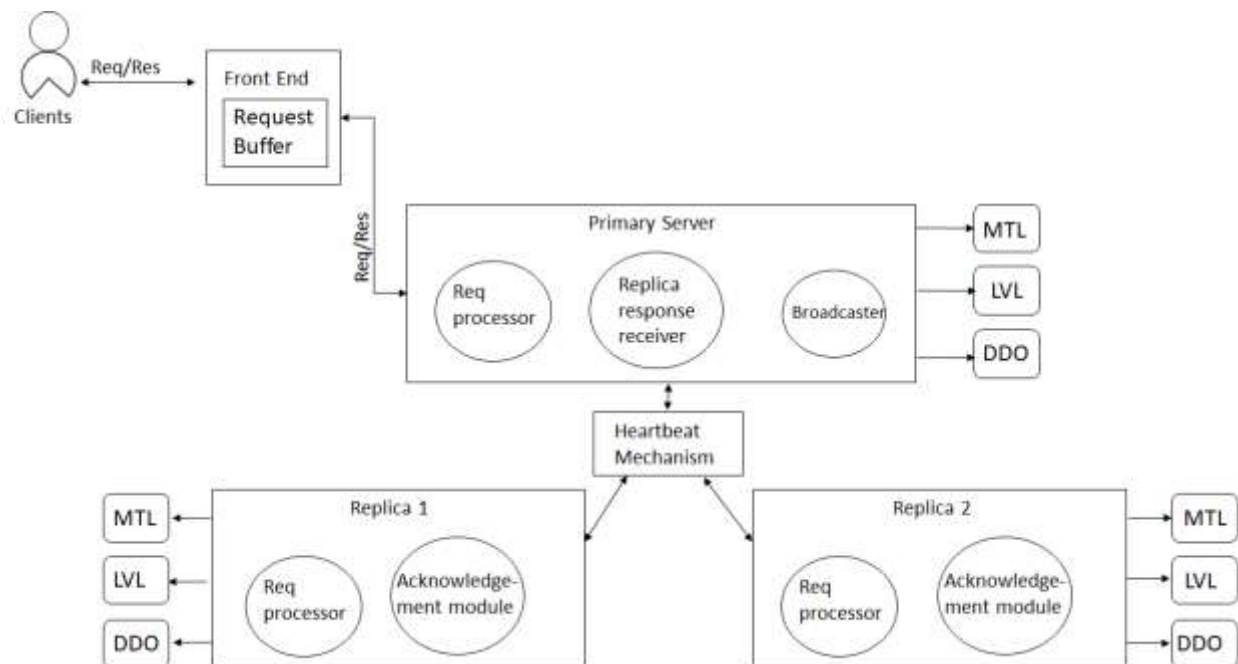 Req/Res
Clients
Front End
Request
Buffer
Req/Res
Primary Server
Req
processor
Replica
response
receiver
Broadcaster
MTL
LVL
DDO
Heartbeat
Mechanism
Replica 1
MTL
LVL
DDO
Req
processor
Acknowledge-
ment module
Replica 2
Req
processor
Acknowledge-
ment module
MTL
LVL
DDO